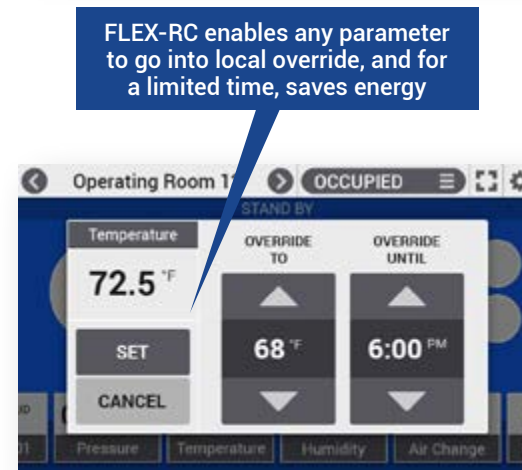 FLEX-RC enables any parameter
to go into local override, and for
a limited time, saves energy
Operating Room
OCCUPIED
STAND BY
Temperature
OVERRIDE
TO
OVERRIDE
UNTIL
72.5 °F
68 °F
6:00 PM
SET
CANCEL
Pressure
Temperature
Humidity
Air Change